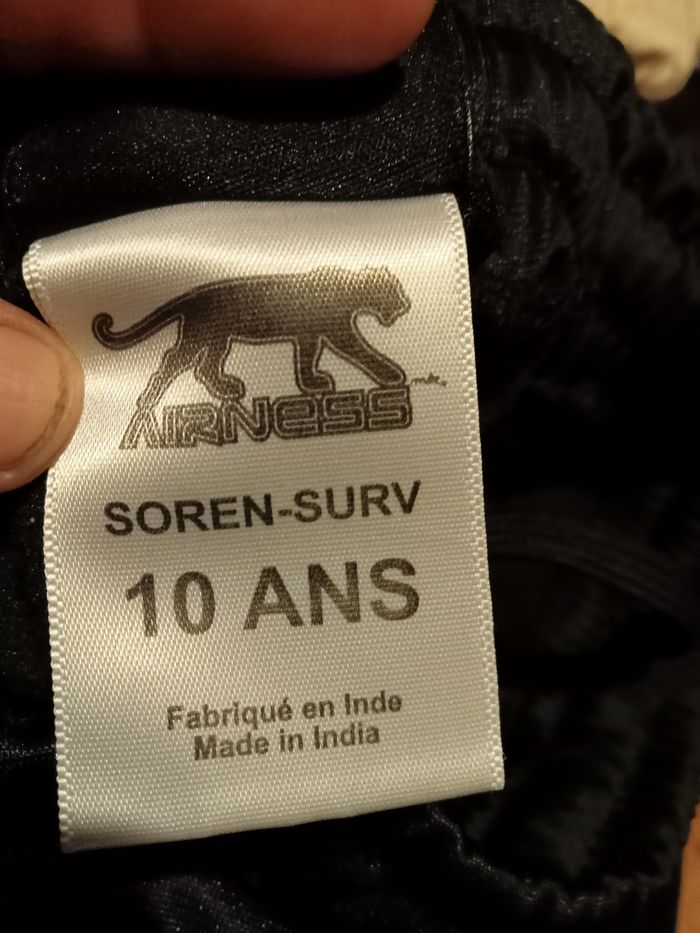 AIRNESS
SOREN-SURV
10 ANS
Fabriqué en Inde
Made in India